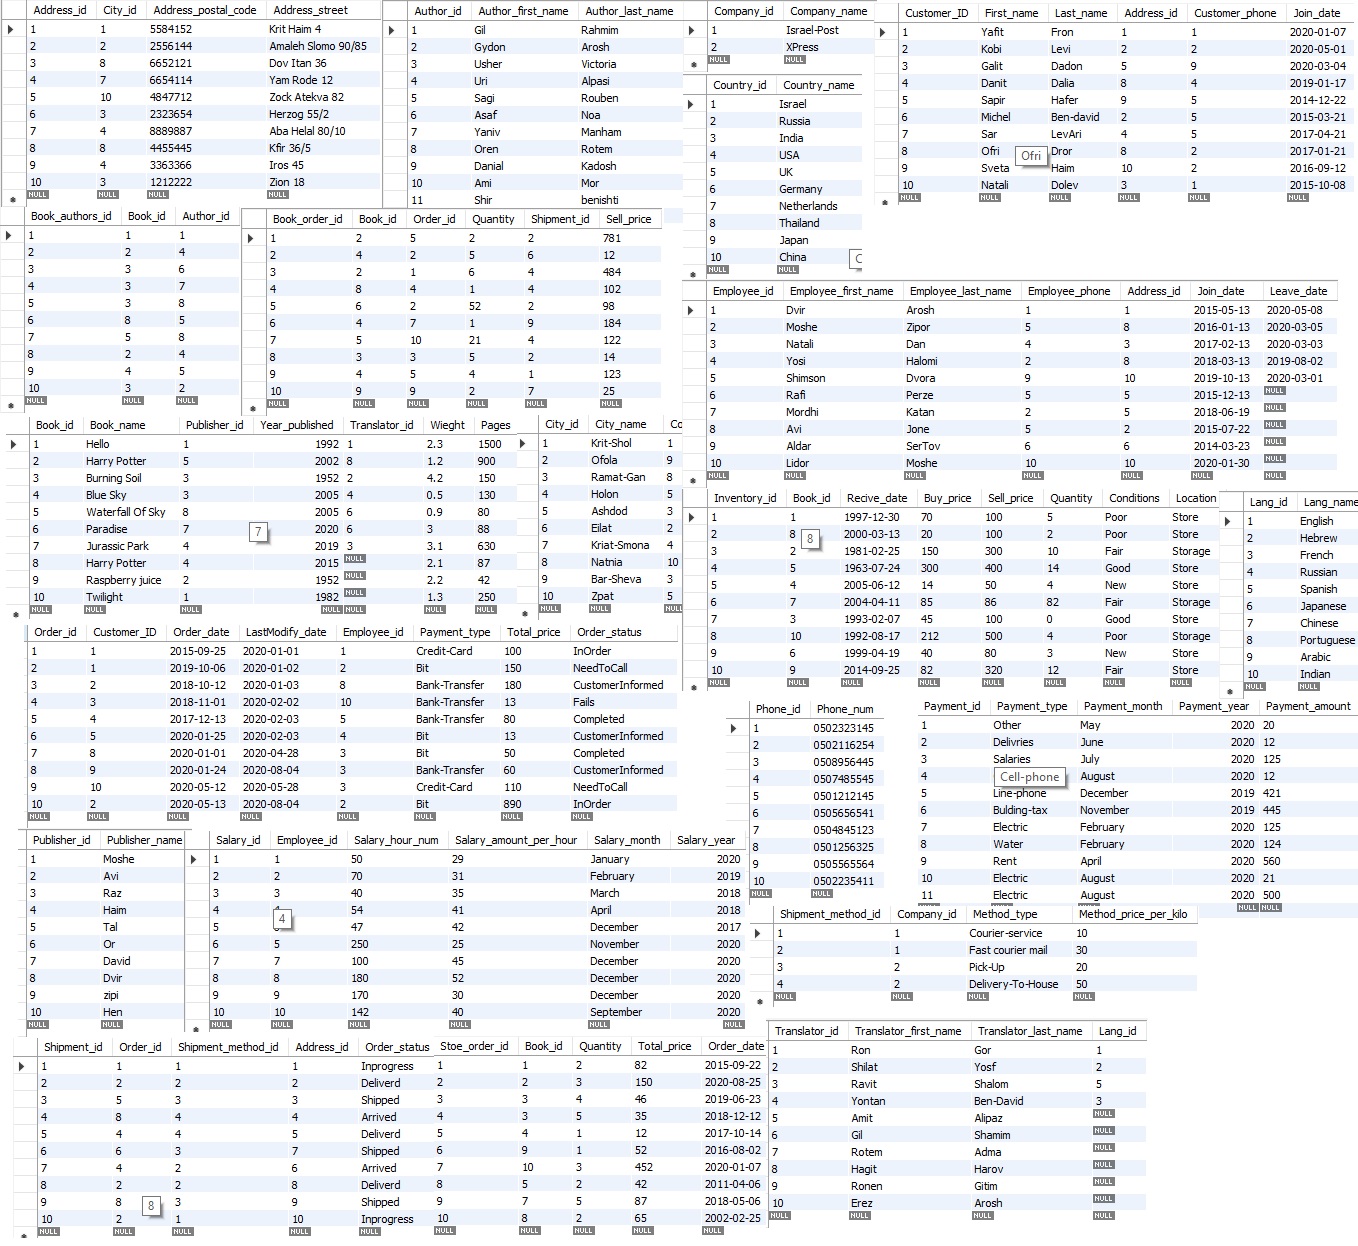 Address_id City_id Address_postal_code Address_street
1 1 5584152 Krit Haim 4
2 2 2556144 Amaleh Slomo 90/85
3 8 6652121 Dov Itan 36
4 7 6654114 Yam Rode 12
5 10 4847712 Zock Atekva 82
6 3 2323654 Herzog 55/2
7 4 8889887 Aba Helal 80/10
8 8 4455445 Kfir 36/5
9 4 3363366 Iros 45
10 3 1212222 Zion 18
NULL NULL NULL NULL
Author_id Author_first_name Author_last_name
1 Gil Rahmim
2 Gydon Arosh
3 Usher Victoria
4 Uri Alpasi
5 Sagi Rouben
6 Asaf Noa
7 Yaniv Manham
8 Oren Rotem
9 Danial Kadosh
10 Ami Mor
11 Shir benishti
Company_id Company_name
1 Israel-Post
2 XPress
NULL NULL
Country_id Country_name
1 Israel
2 Russia
3 India
4 USA
5 UK
6 Germany
7 Netherlands
8 Thailand
9 Japan
10 China
NULL NULL
C
Customer_ID First_name Last_name Address_id Customer_phone Join_date
1 Yafit Fron 1 1 2020-01-07
2 Kobi Levi 2 2 2020-05-01
3 Galit Dadon 5 9 2020-03-04
4 Danit Dalia 8 4 2019-01-17
5 Sapir Hafer 9 5 2014-12-22
6 Michel Ben-david 2 5 2015-03-21
7 Sar LevAri 4 5 2017-04-21
8 Ofri Dror 8 2 2017-01-21
9 Sveta Haim 10 2 2016-09-12
10 Natali Dolev 3 1 2015-10-08
NULL NULL NULL NULL NULL NULL
Ofri
Book_authors_id Book_id Author_id
1 1 1
2 2 4
3 3 6
4 3 7
5 3 8
6 8 5
7 5 8
8 2 4
9 4 5
10 3 2
NULL NULL NULL
Book_order_id Book_id Order_id Quantity Shipment_id Sell_price
1 2 5 2 2 781
2 4 2 5 6 12
3 2 1 6 4 484
4 8 4 1 4 102
5 6 2 52 2 98
6 4 7 1 9 184
7 5 10 21 4 122
8 3 3 5 2 14
9 4 5 4 1 123
10 9 9 2 7 25
NULL NULL NULL NULL NULL NULL
Employee_id Employee_first_name Employee_last_name Employee_phone Address_id Join_date Leave_date
1 Dvir Arosh 1 1 2015-05-13 2020-05-08
2 Moshe Zipor 5 8 2016-01-13 2020-03-05
3 Natali Dan 4 3 2017-02-13 2020-03-03
4 Yosi Halomi 2 8 2018-03-13 2019-08-02
5 Shimson Dvora 9 10 2019-10-13 2020-03-01
6 Rafi Perze 5 5 2015-12-13 NULL
7 Mordhi Katan 2 5 2018-06-19 NULL
8 Avi Jone 5 2 2015-07-22 NULL
9 Aldar SerTov 6 6 2014-03-23 NULL
10 Lidor Moshe 10 10 2020-01-30 NULL
NULL NULL NULL NULL NULL NULL NULL
Book_id Book_name Publisher_id Year_published Translator_id Wieght Pages
1 Hello 1 1992 1 2.3 1500
2 Harry Potter 5 2002 8 1.2 900
3 Burning Soil 3 1952 2 4.2 150
4 Blue Sky 3 2005 4 0.5 130
5 Waterfall Of Sky 8 2005 6 0.9 80
6 Paradise 7 2020 6 3 88
7 Jurassic Park 4 2019 3 3.1 630
8 Harry Potter 4 2015 NULL 2.1 87
9 Raspberry juice 2 1952 NULL 2.2 42
10 Twilight 1 1982 NULL 1.3 250
NULL NULL NULL NULL NULL NULL NULL
7
City_id City_name Co
1 Krit-Shol 1
2 Ofola 9
3 Ramat-Gan 8
4 Holon 5
5 Ashdod 3
6 Eilat 2
7 Kriat-Smona 4
8 Natnia 10
9 Bar-Sheva 3
10 Zpat 5
NULL NULL NULL
Inventory_id Book_id Recive_date Buy_price Sell_price Quantity Conditions Location
1 1 1997-12-30 70 100 5 Poor Store
2 8 2000-03-13 20 100 2 Poor Store
3 2 1981-02-25 150 300 10 Fair Storage
4 5 1963-07-24 300 400 14 Good Store
5 4 2005-06-12 14 50 4 New Store
6 7 2004-04-11 85 86 82 Fair Storage
7 3 1993-02-07 45 100 0 Good Store
8 10 1992-08-17 212 500 4 Poor Storage
9 6 1999-04-19 40 80 3 New Store
10 9 2014-09-25 82 320 12 Fair Store
NULL NULL NULL NULL NULL NULL NULL NULL
8
Lang_id Lang_name
1 English
2 Hebrew
3 French
4 Russian
5 Spanish
6 Japanese
7 Chinese
8 Portuguese
9 Arabic
10 Indian
NULL NULL
Order_id Customer_ID Order_date LastModify_date Employee_id Payment_type Total_price Order_status
1 1 2015-09-25 2020-01-01 1 Credit-Card 100 InOrder
2 1 2019-10-06 2020-01-02 2 Bit 150 NeedToCall
3 2 2018-10-12 2020-01-03 8 Bank-Transfer 180 CustomerInformed
4 3 2018-11-01 2020-02-02 10 Bank-Transfer 13 Fails
5 4 2017-12-13 2020-02-03 5 Bank-Transfer 80 Completed
6 5 2020-01-25 2020-02-03 4 Bit 13 CustomerInformed
7 8 2020-01-01 2020-04-28 3 Bit 50 Completed
8 9 2020-01-24 2020-08-04 3 Bank-Transfer 60 CustomerInformed
9 10 2020-05-12 2020-05-28 3 Credit-Card 110 NeedToCall
10 2 2020-05-13 2020-08-04 2 Bit 890 InOrder
NULL NULL NULL NULL NULL NULL NULL NULL
Phone_id Phone_num
1 0502323145
2 0502116254
3 0508956445
4 0507485545
5 0501212145
6 0505656541
7 0504845123
8 0501256325
9 0505565564
10 0502235411
NULL NULL
Payment_id Payment_type Payment_month Payment_year Payment_amount
1 Other May 2020 20
2 Delivries June 2020 12
3 Salaries July 2020 125
4 August 2020 12
5 Line-phone December 2019 421
6 Bulding-tax November 2019 445
7 Electric February 2020 125
8 Water February 2020 124
9 Rent April 2020 560
10 Electric August 2020 21
11 Electric August 2020 500
NULL NULL
Cell-phone
Publisher_id Publisher_name
1 Moshe
2 Avi
3 Raz
4 Haim
5 Tal
6 Or
7 David
8 Dvir
9 zipi
10 Hen
NULL NULL
Salary_id Employee_id Salary_hour_num Salary_amount_per_hour Salary_month Salary_year
1 1 50 29 January 2020
2 2 70 31 February 2019
3 3 40 35 March 2018
4 54 41 April 2018
5 47 42 December 2017
6 5 250 25 November 2020
7 7 100 45 December 2020
8 8 180 52 December 2020
9 9 170 30 December 2020
10 10 142 40 September 2020
NULL NULL NULL NULL NULL NULL
4
Shipment_method_id Company_id Method_type Method_price_per_kilo
1 1 Courier-service 10
2 1 Fast courier mail 30
3 2 Pick-Up 20
4 2 Delivery-To-House 50
NULL NULL NULL NULL
Shipment_id Order_id Shipment_method_id Address_id Order_status
1 1 1 1 Inprogress
2 2 2 2 Deliverd
3 5 3 3 Shipped
4 8 4 4 Arrived
5 4 4 5 Deliverd
6 6 3 7 Shipped
7 4 2 6 Arrived
8 2 2 8 Deliverd
9 8 3 9 Shipped
10 2 1 10 Inprogress
NULL NULL NULL NULL NULL
8
Stoe_order_id Book_id Quantity Total_price Order_date
1 1 2 82 2015-09-22
2 2 3 150 2020-08-25
3 3 4 46 2019-06-23
4 3 5 35 2018-12-12
5 4 1 12 2017-10-14
6 9 1 52 2016-08-02
7 10 3 452 2020-01-07
8 5 2 42 2011-04-06
9 7 5 87 2018-05-06
10 8 2 65 2002-02-25
NULL NULL NULL NULL NULL
Translator_id Translator_first_name Translator_last_name Lang_id
1 Ron Gor 1
2 Shilat Yosf 2
3 Ravit Shalom 5
4 Yontan Ben-David 3
5 Amit Alipaz NULL
6 Gil Shamim NULL
7 Rotem Adma NULL
8 Hagit Harov NULL
9 Ronen Gitim NULL
10 Erez Arosh NULL
NULL NULL NULL NULL